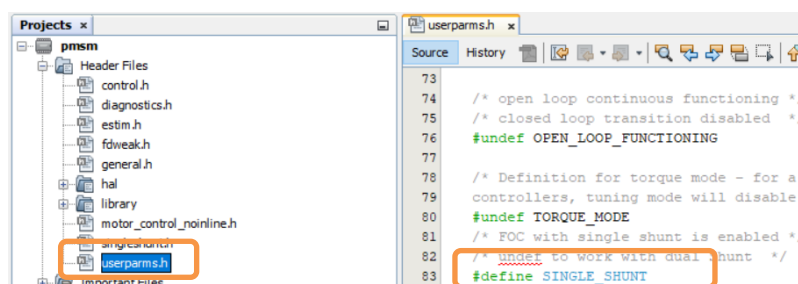 Projects
pmsm
Header Files
control.h
diagnostics.h
estim.h
fdweak.h
general.h
hal
library
motor_control_noinline.h
singleshunt.h
userparms.h
Important Files
userparms.h
Source History
73
74 /* open loop continuous functioning *
75 /* closed loop transition disabled *
76 #undef OPEN_LOOP_FUNCTIONING
77
78 /* Definition for torque mode - for a
79 controllers, tuning mode will disable
80 #undef TORQUE_MODE
81 /* FOC with single shunt is enabled *
82 /* undef to work with dual shunt */
83 #define SINGLE_SHUNT